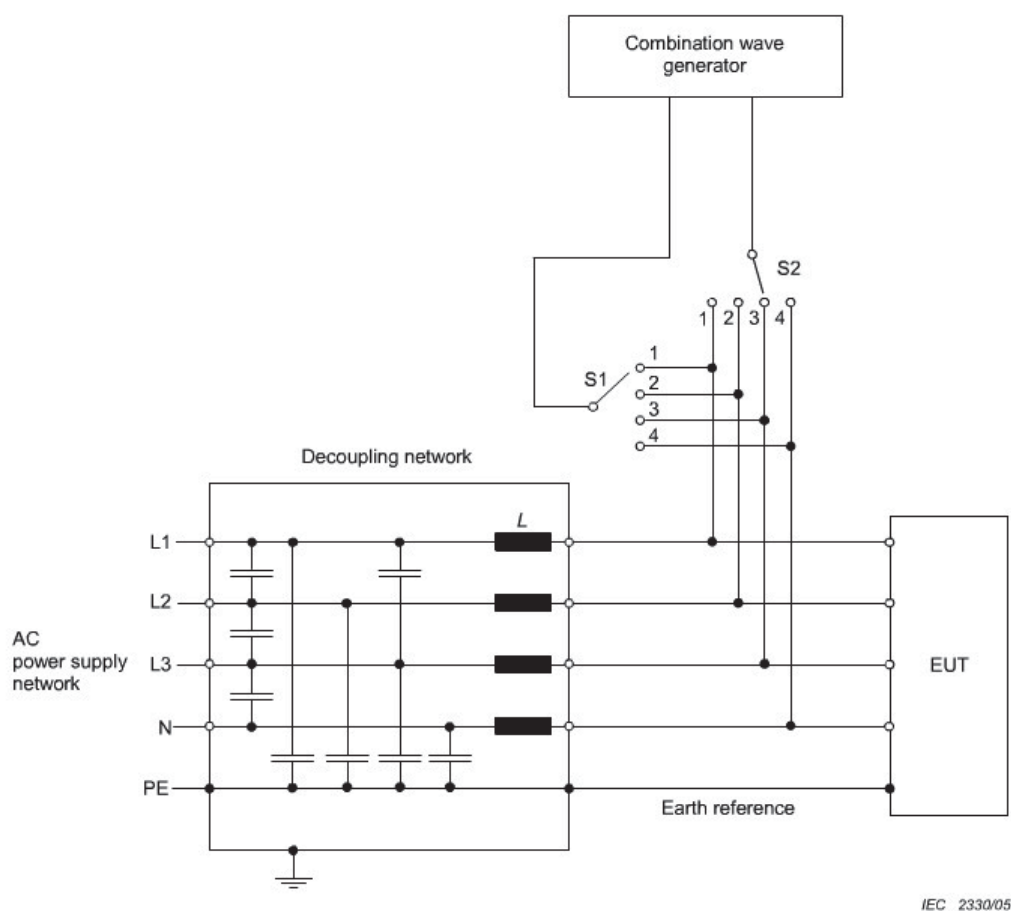 Combination wave
generator
S2
1 2 3 4
S1
1
2
3
4
Decoupling network
L
L1
L2
AC
power supply
network
L3
EUT
N
PE
Earth reference
IEC 2330/05